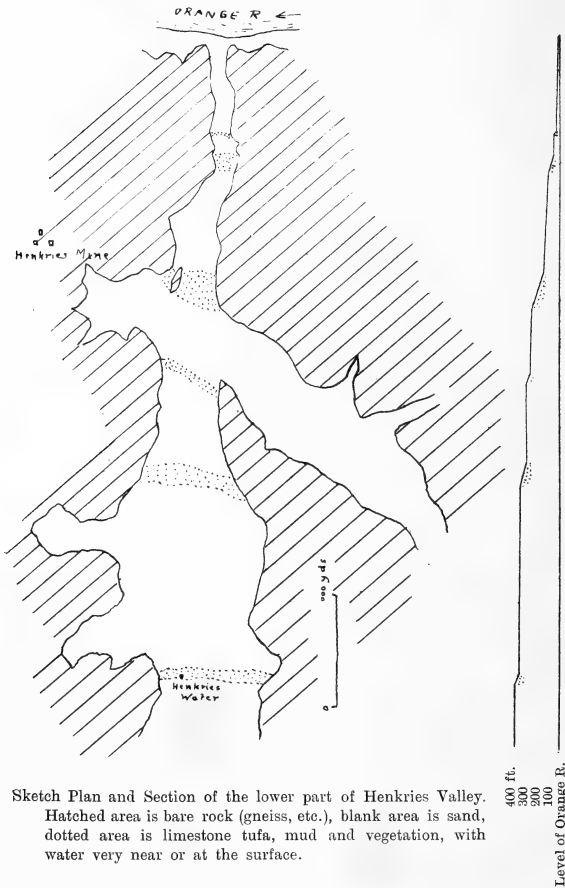 ORANGE R ←
Henkries Mine
000 yds
0
Henkries
Water
400 ft.
300
200
100
Level of Orange R.
Sketch Plan and Section of the lower part of Henkries Valley.
Hatched area is bare rock (gneiss, etc.), blank area is sand,
dotted area is limestone tufa, mud and vegetation, with
water very near or at the surface.